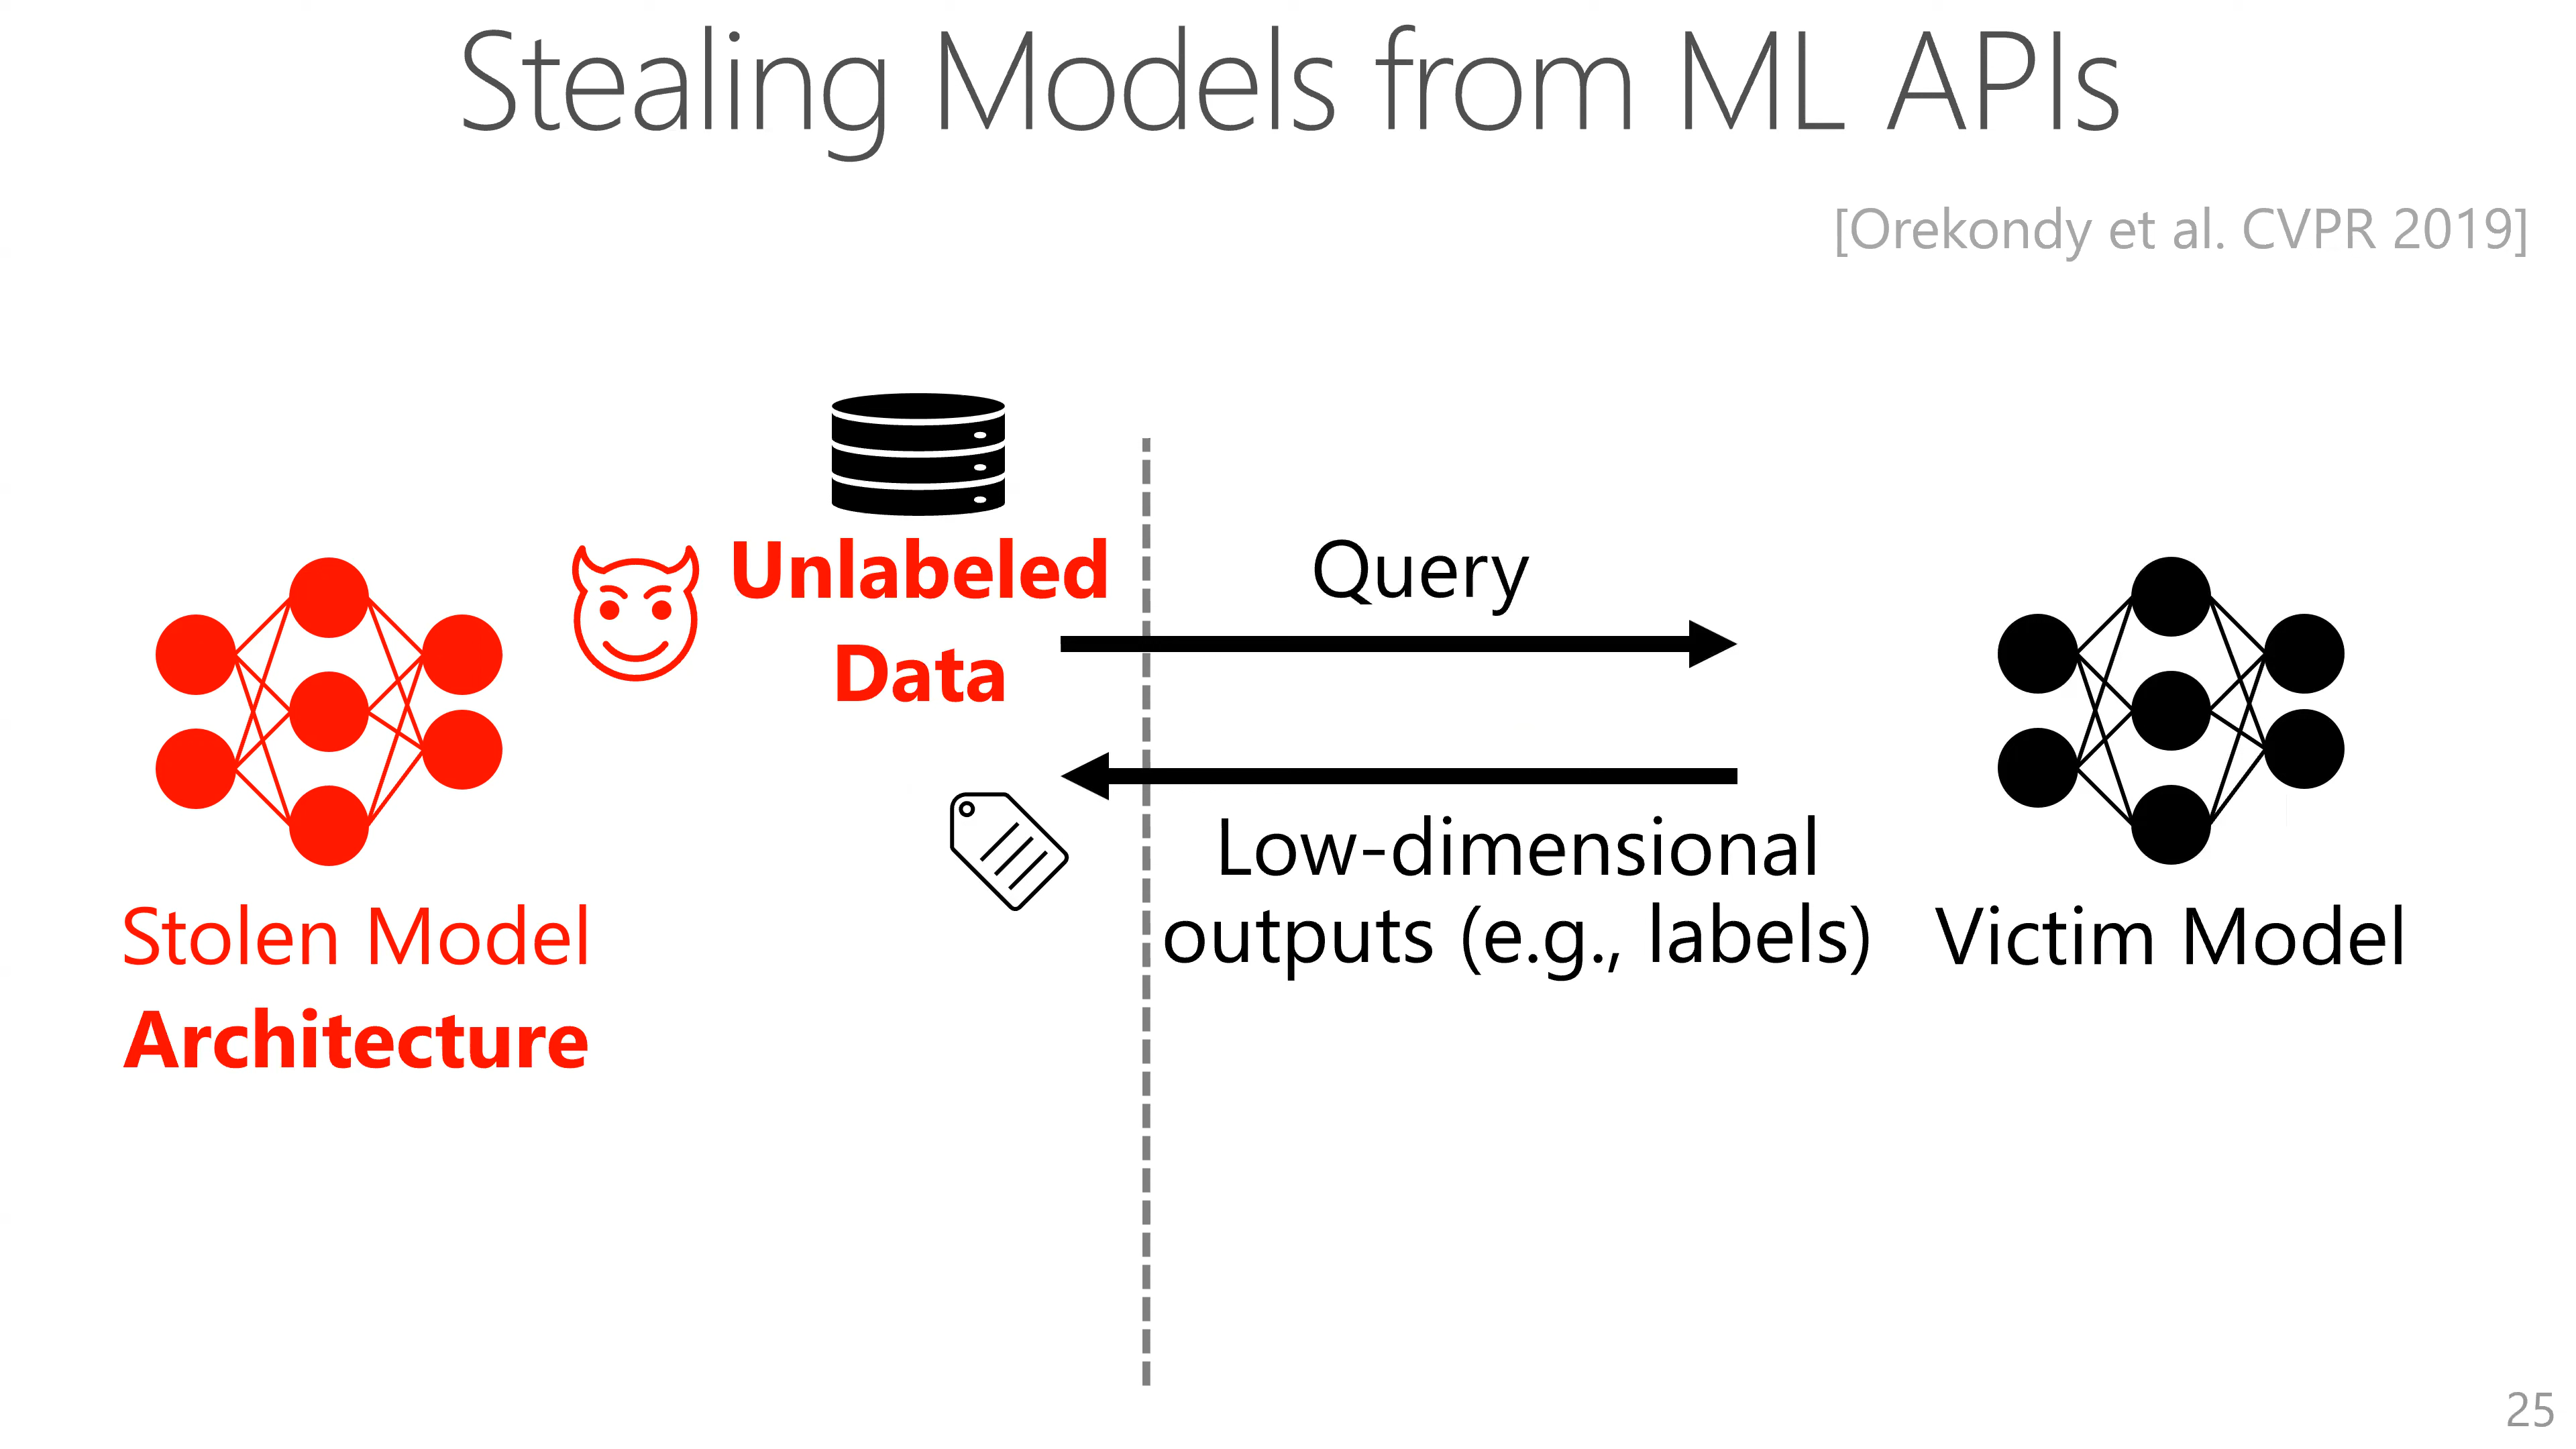 Stealing Models from ML APIs
[Orekondy et al. CVPR 2019]
Unlabeled
Data
Query
Low-dimensional
outputs (e.g., labels)
Stolen Model
Architecture
Victim Model
25